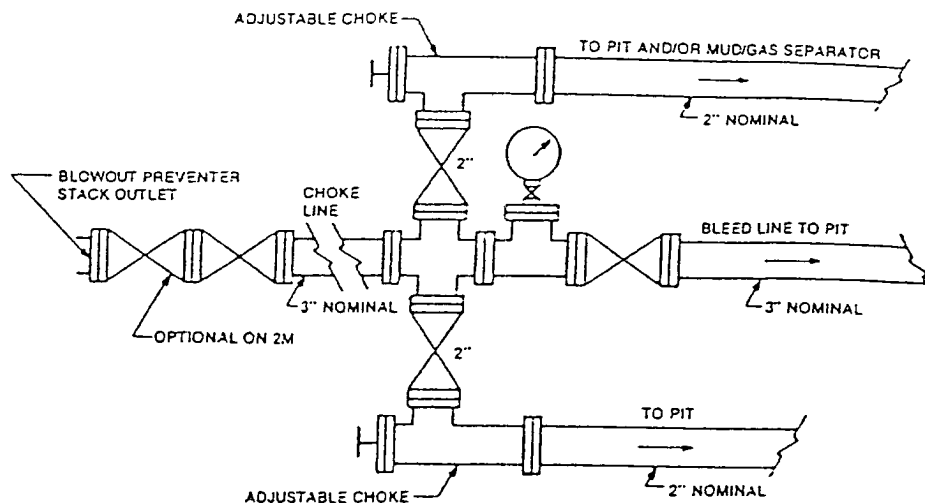 ADJUSTABLE CHOKE
TO PIT AND/OR MUD/GAS SEPARATOR
2" NOMINAL
2"
BLOWOUT PREVENTER
STACK OUTLET
CHOKE
LINE
BLEED LINE TO PIT
3" NOMINAL
3" NOMINAL
OPTIONAL ON 2M
2"
TO PIT
ADJUSTABLE CHOKE
2" NOMINAL